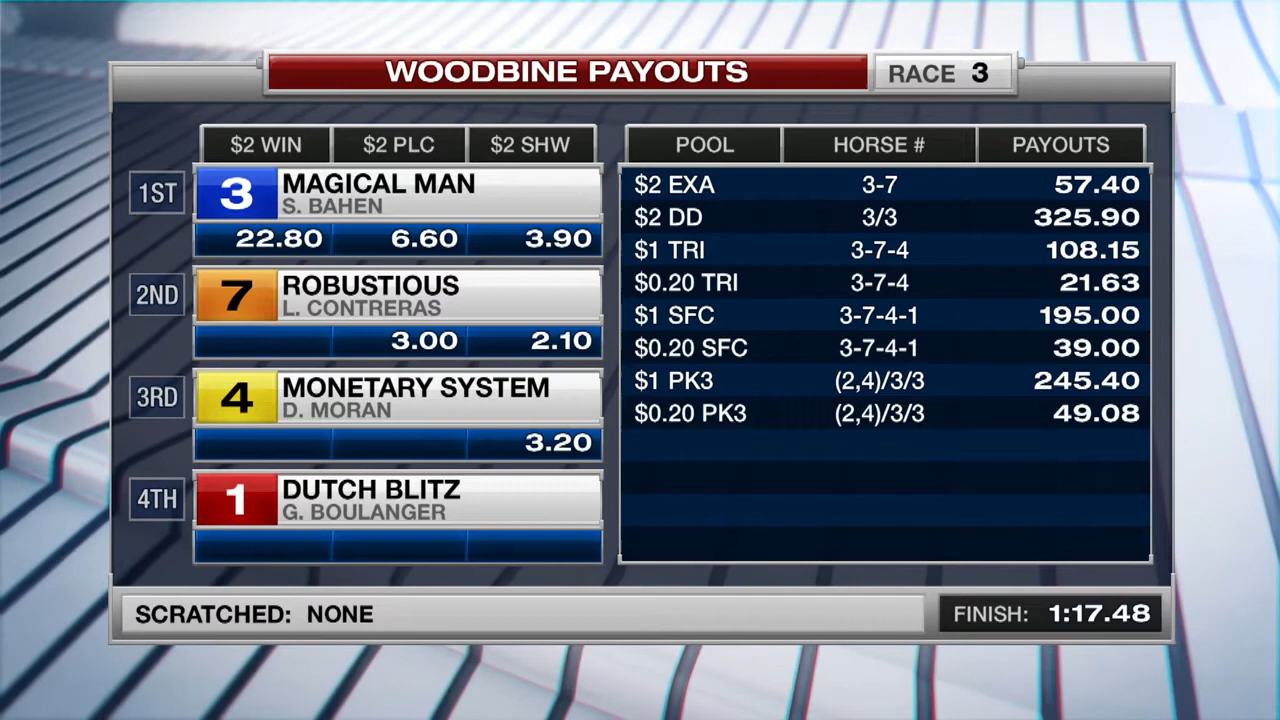 WOODBINE PAYOUTS
RACE 3
$2 WIN $2 PLC $2 SHW
1ST 3 MAGICAL MAN
S. BAHEN
22.80 6.60 3.90
2ND 7 ROBUSTIOUS
L. CONTRERAS
3.00 2.10
3RD 4 MONETARY SYSTEM
D. MORAN
3.20
4TH 1 DUTCH BLITZ
G. BOULANGER
POOL HORSE # PAYOUTS
$2 EXA 3-7 57.40
$2 DD 3/3 325.90
$1 TRI 3-7-4 108.15
$0.20 TRI 3-7-4 21.63
$1 SFC 3-7-4-1 195.00
$0.20 SFC 3-7-4-1 39.00
$1 PK3 (2,4)/3/3 245.40
$0.20 PK3 (2,4)/3/3 49.08
SCRATCHED: NONE
FINISH: 1:17.48